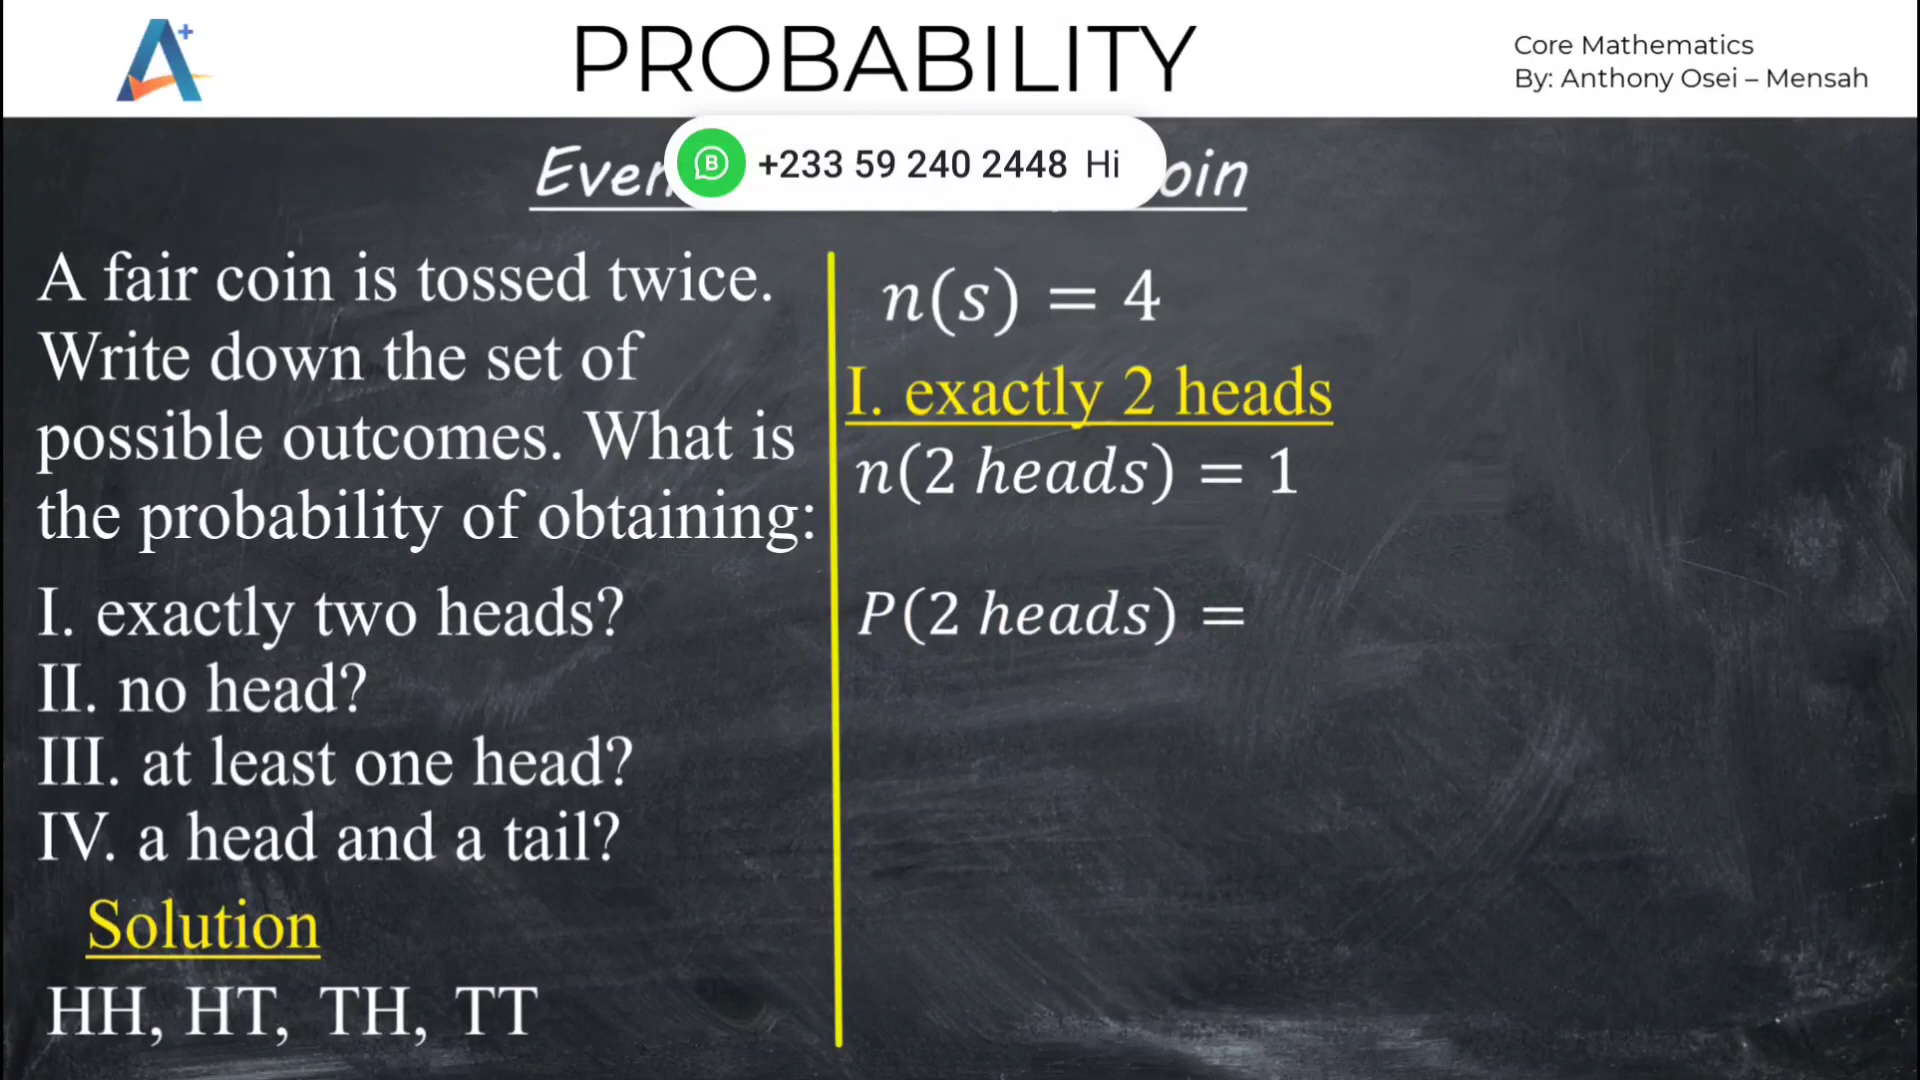 PROBABILITY
Core Mathematics
By: Anthony Osei – Mensah
+233 59 240 2448 Hi
A fair coin is tossed twice.
Write down the set of
possible outcomes. What is
the probability of obtaining:
I. exactly two heads?
II. no head?
III. at least one head?
IV. a head and a tail?
Solution
HH, HT, TH, TT
n(s) = 4
I. exactly 2 heads
n(2 heads) = 1
P(2 heads) =